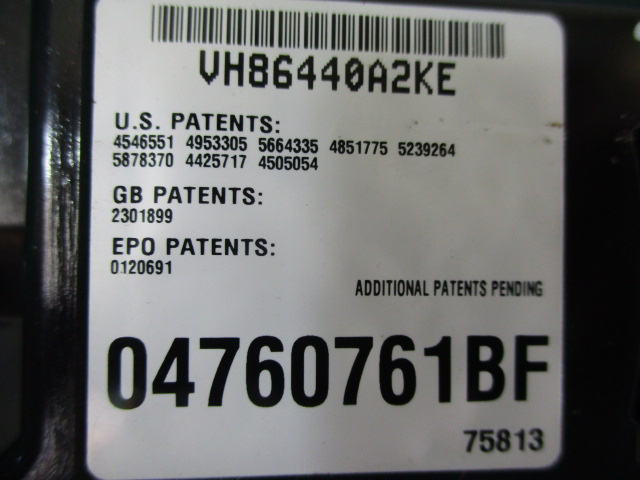 VH86440A2KE
U.S. PATENTS:
4546551 4953305 5664335 4851775 5239264
5878370 4425717 4505054
GB PATENTS:
2301899
EPO PATENTS:
0120691
ADDITIONAL PATENTS PENDING
04760761BF
75813